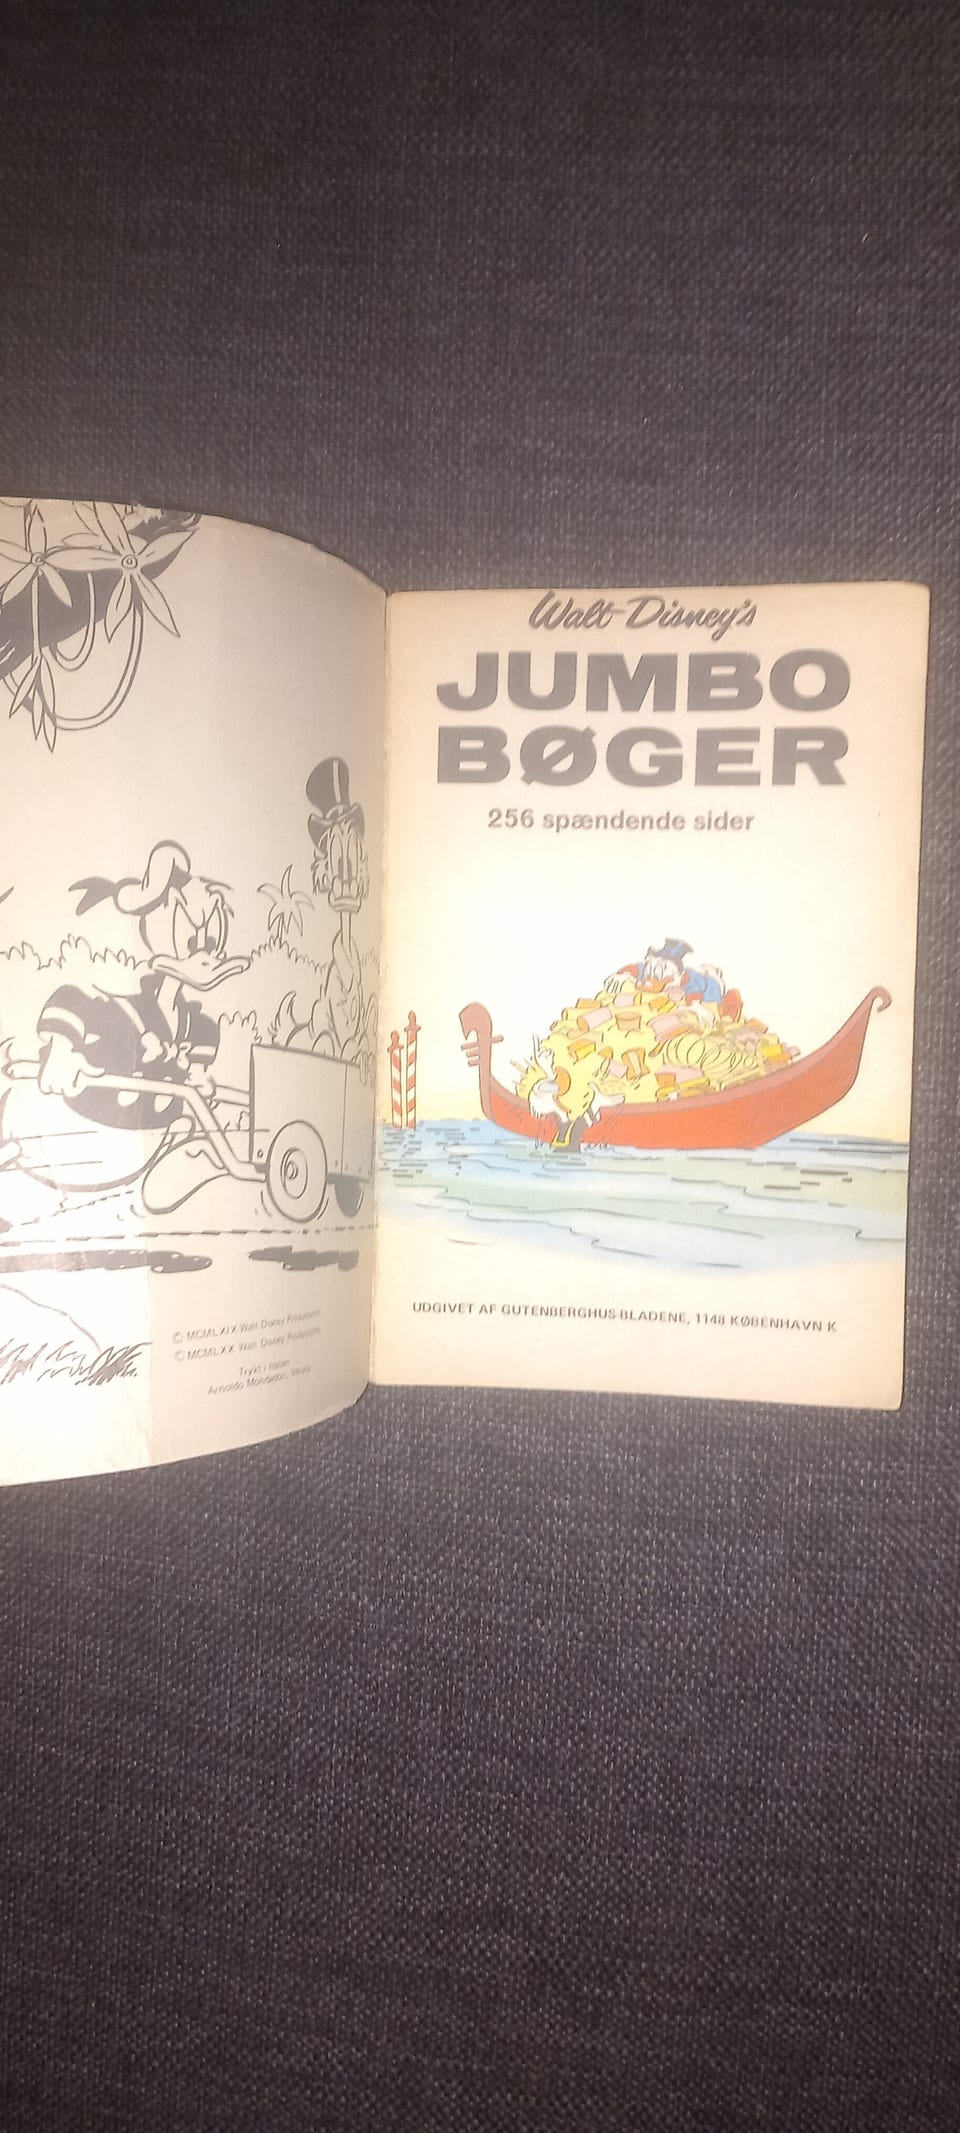 © MCMLXIX Walt Disney Productions
© MCMLXX Walt Disney Productions
Trykt i Italien
Arnoldo Mondadori, Verona
Walt Disney's
JUMBO
BØGER
256 spændende sider
UDGIVET AF GUTENBERGHUS-BLADENE, 1148 KØBENHAVN K